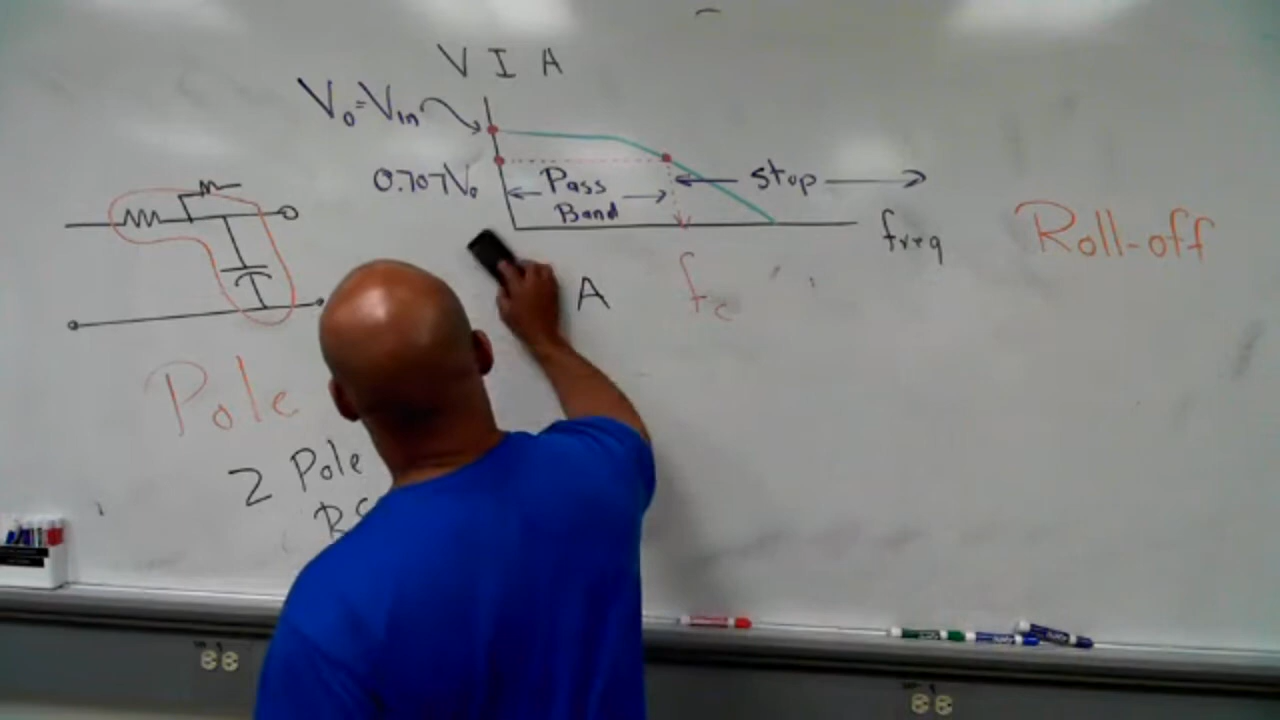 V I A
V₀=Vin
0.707V₀
Pass
Band
stop
freq
Roll-off
fc
A
Pole
2 Pole